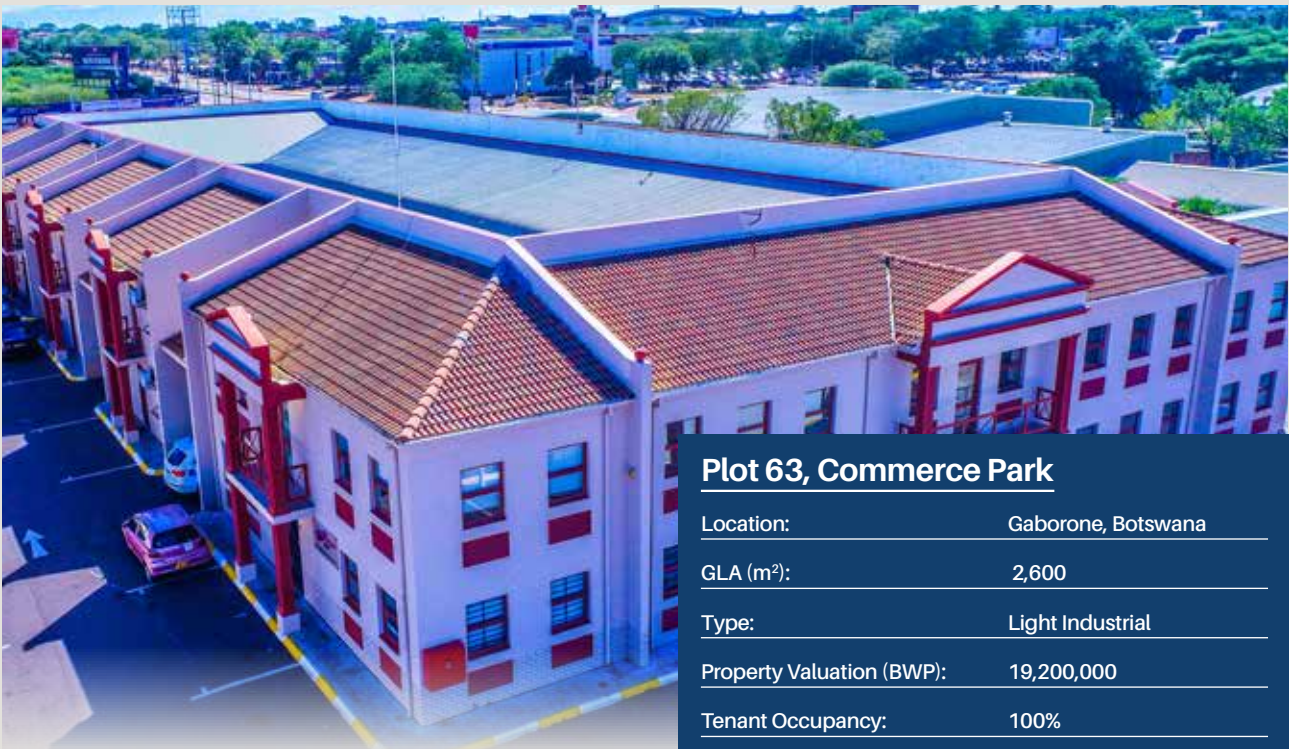 Plot 63, Commerce Park
Location: Gaborone, Botswana
GLA (m²): 2,600
Type: Light Industrial
Property Valuation (BWP): 19,200,000
Tenant Occupancy: 100%